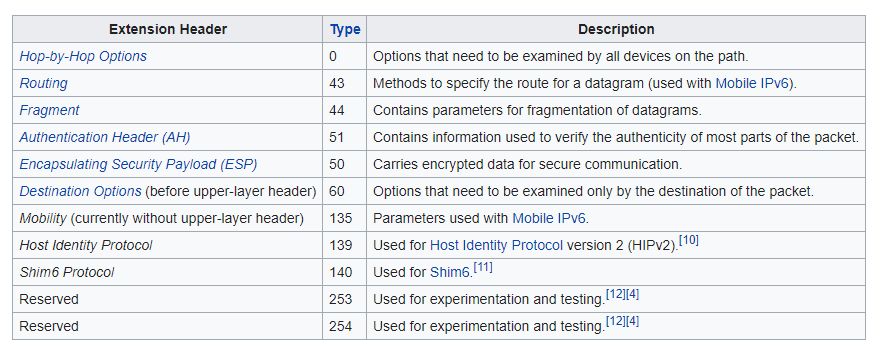 Extension Header Type Description
Hop-by-Hop Options 0 Options that need to be examined by all devices on the path.
Routing 43 Methods to specify the route for a datagram (used with Mobile IPv6).
Fragment 44 Contains parameters for fragmentation of datagrams.
Authentication Header (AH) 51 Contains information used to verify the authenticity of most parts of the packet.
Encapsulating Security Payload (ESP) 50 Carries encrypted data for secure communication.
Destination Options (before upper-layer header) 60 Options that need to be examined only by the destination of the packet.
Mobility (currently without upper-layer header) 135 Parameters used with Mobile IPv6.
Host Identity Protocol 139 Used for Host Identity Protocol version 2 (HIPv2).[10]
Shim6 Protocol 140 Used for Shim6.[11]
Reserved 253 Used for experimentation and testing.[12][4]
Reserved 254 Used for experimentation and testing.[12][4]